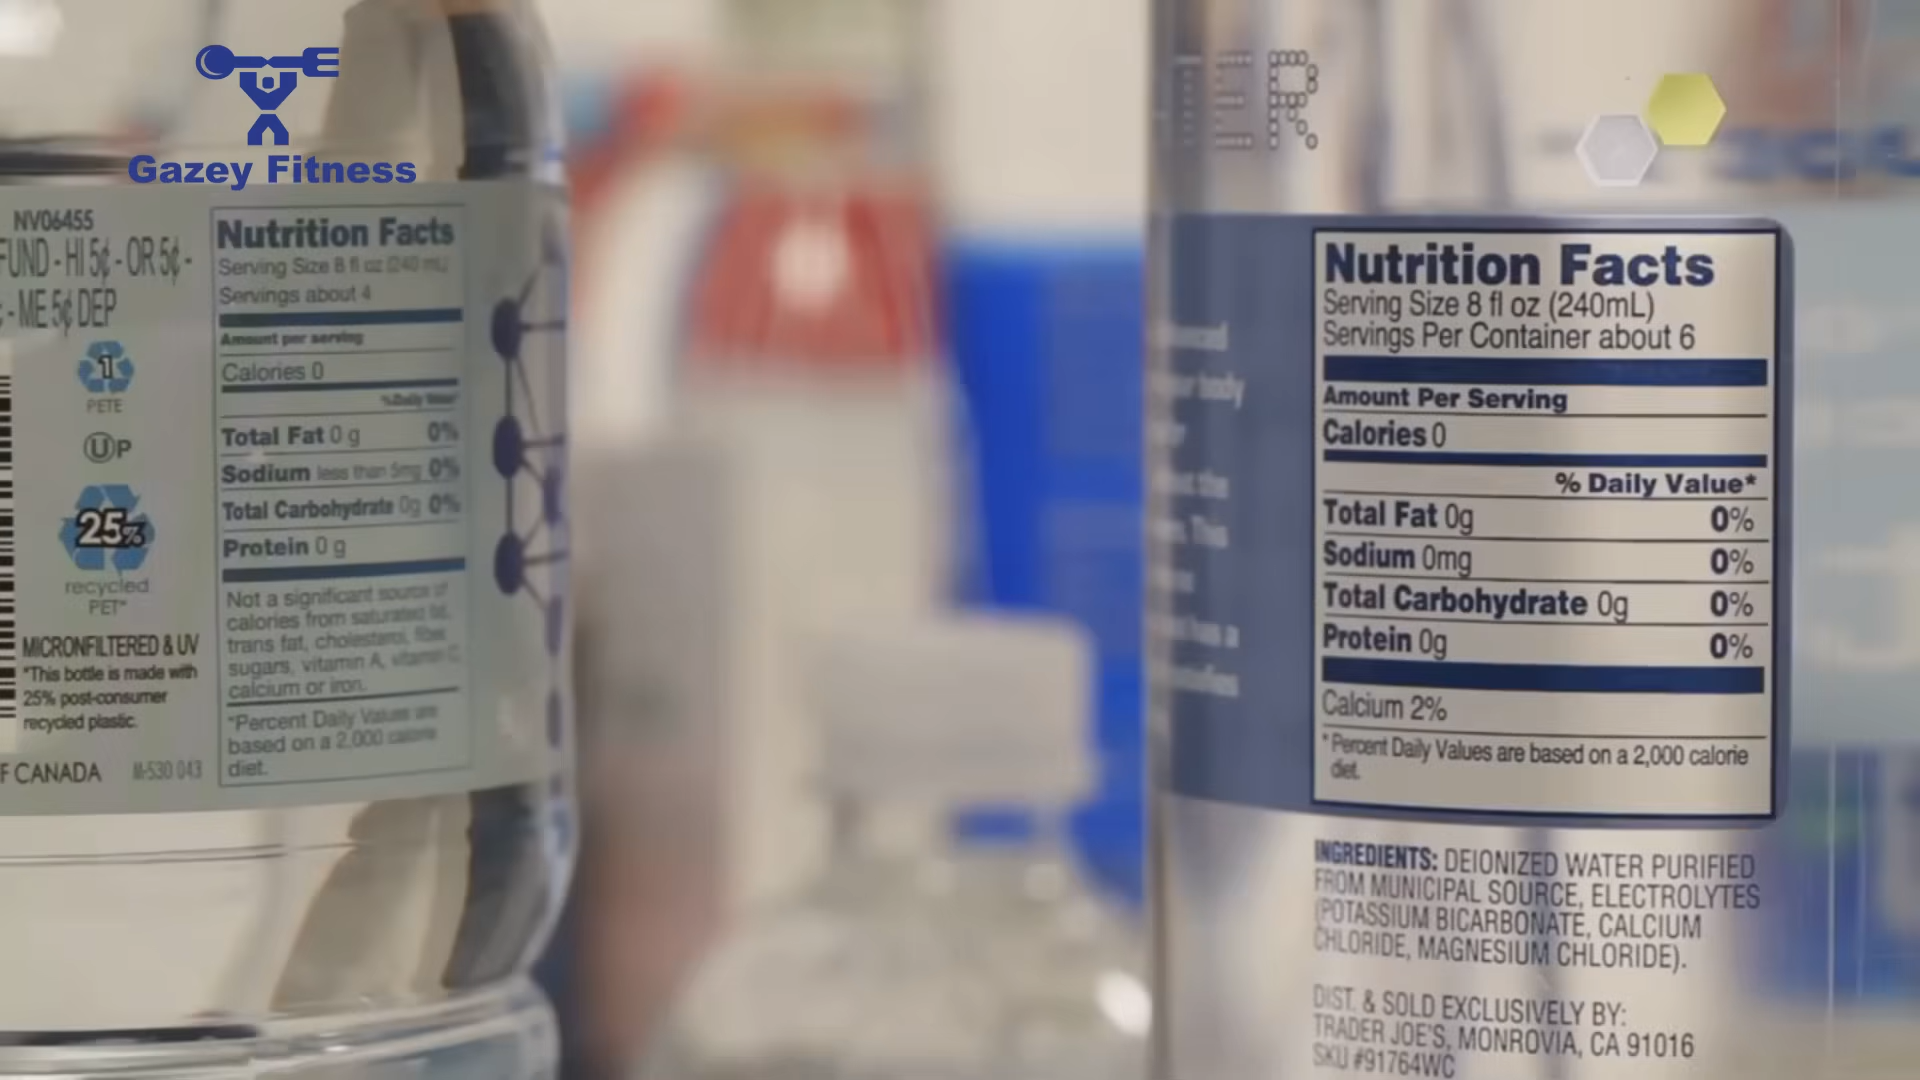 Gazey Fitness
NV06455
FUND - HI 5¢ - OR 5¢ -
- ME 5¢ DEP
1
PETE
UP
25%
recycled
PET*
MICRONFILTERED & UV
*This bottle is made with
25% post-consumer
recycled plastic.
F CANADA M-530 043
Nutrition Facts
Serving Size 8 fl oz (240 mL)
Servings about 4
Amount per serving
Calories 0
%Daily Value*
Total Fat 0 g 0%
Sodium less than 5mg 0%
Total Carbohydrate 0g 0%
Protein 0 g
Not a significant source of
calories from saturated fat,
trans fat, cholesterol, fiber,
sugars, vitamin A, vitamin C,
calcium or iron.
*Percent Daily Values are
based on a 2,000 calorie
diet.
TER
Nutrition Facts
Serving Size 8 fl oz (240mL)
Servings Per Container about 6
Amount Per Serving
Calories 0
% Daily Value*
Total Fat 0g 0%
Sodium 0mg 0%
Total Carbohydrate 0g 0%
Protein 0g 0%
Calcium 2%
* Percent Daily Values are based on a 2,000 calorie
diet.
INGREDIENTS: DEIONIZED WATER PURIFIED
FROM MUNICIPAL SOURCE, ELECTROLYTES
(POTASSIUM BICARBONATE, CALCIUM
CHLORIDE, MAGNESIUM CHLORIDE).
DIST. & SOLD EXCLUSIVELY BY:
TRADER JOE'S, MONROVIA, CA 91016
SKU #91764WC